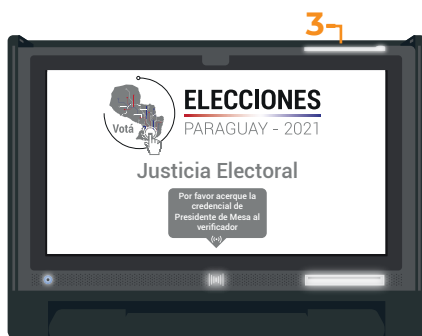 3
ELECCIONES
PARAGUAY - 2021
Votá
Justicia Electoral
Por favor acerque la
credencial de
Presidente de Mesa al
verificador